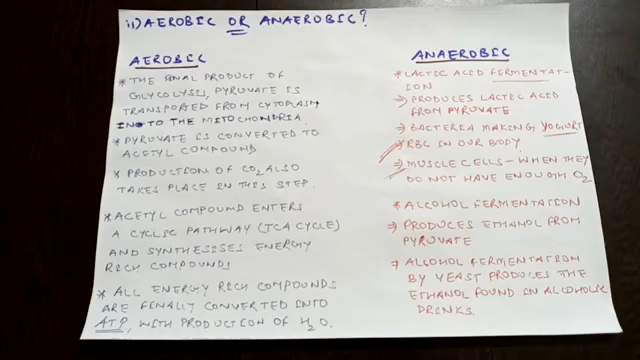 ii) AEROBIC OR ANAEROBIC?
AEROBIC
* THE FINAL PRODUCT OF
GLYCOLYSIS, PYRUVATE IS
TRANSPORTED FROM CYTOPLASM
INTO THE MITOCHONDRIA.
* PYRUVATE IS CONVERTED TO
ACETYL COMPOUND
* PRODUCTION OF CO2 ALSO
TAKES PLACE IN THIS STEP.
* ACETYL COMPOUND ENTERS
A CYCLIC PATHWAY (TCA CYCLE)
AND SYNTHESISES ENERGY
RICH COMPOUNDS
* ALL ENERGY RICH COMPOUNDS
ARE FINALLY CONVERTED INTO
ATP, WITH PRODUCTION OF H2O.
ANAEROBIC
* LACTIC ACID FERMENTAT-
ION
⇒ PRODUCES LACTIC ACID
FROM PYRUVATE
⇒ BACTERIA MAKING YOGIURT
⇒ RBC IN OUR BODY.
⇒ MUSCLE CELLS - WHEN THEY
DO NOT HAVE ENOUGH O2
* ALCOHOL FERMENTATION
⇒ PRODUCES ETHANOL FROM
PYRUVATE
⇒ ALCOHOL FERMENTATION
BY YEAST PRODUCES THE
ETHANOL FOUND IN ALCOHOLIC
DRINKS.